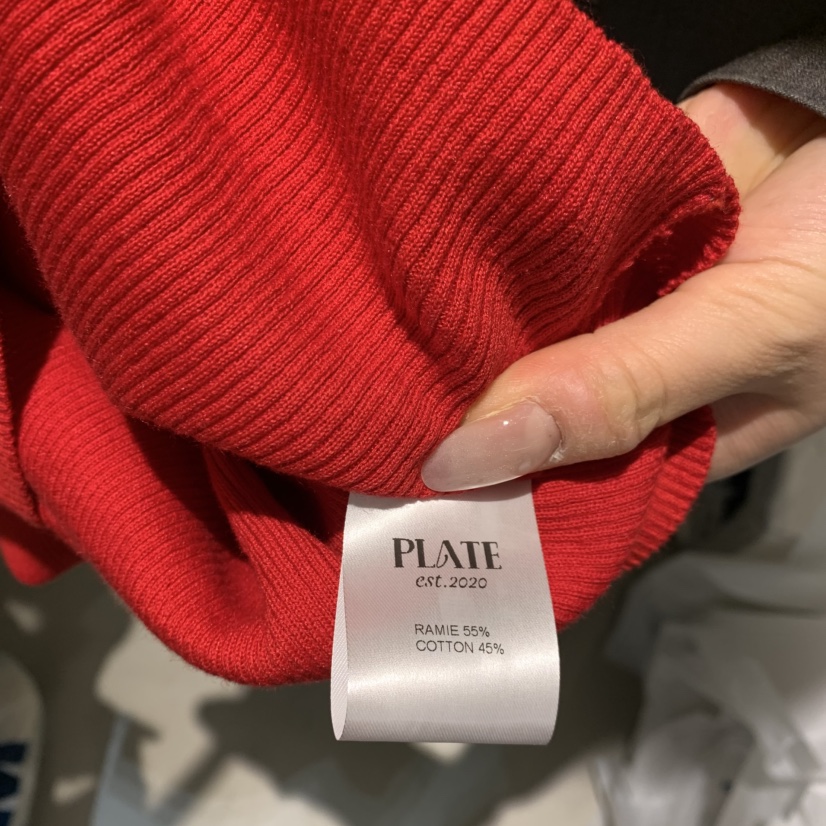 PLATE
est.2020
RAMIE 55%
COTTON 45%